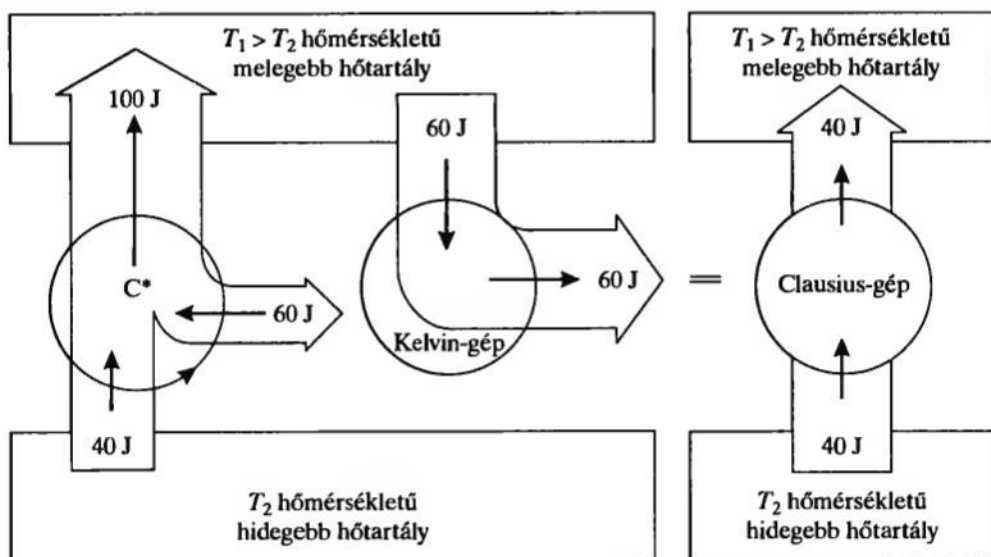 T₁ > T₂ hőmérsékletű
melegebb hőtartály
100 J
60 J
C*
60 J
40 J
60 J
Kelvin-gép
T₂ hőmérsékletű
hidegebb hőtartály
=
T₁ > T₂ hőmérsékletű
melegebb hőtartály
40 J
Clausius-gép
40 J
T₂ hőmérsékletű
hidegebb hőtartály